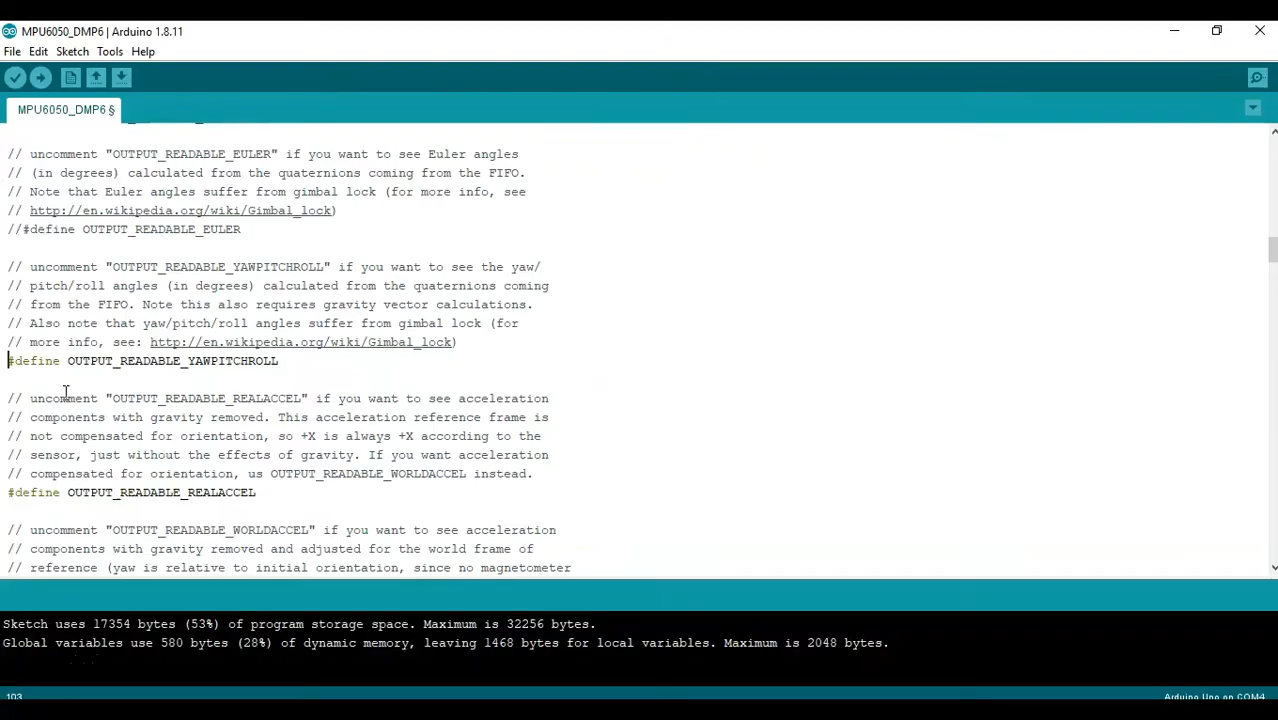 MPU6050_DMP6 | Arduino 1.8.11
File Edit Sketch Tools Help
MPU6050_DMP6 §
// uncomment "OUTPUT_READABLE_EULER" if you want to see Euler angles
// (in degrees) calculated from the quaternions coming from the FIFO.
// Note that Euler angles suffer from gimbal lock (for more info, see
// http://en.wikipedia.org/wiki/Gimbal_lock)
//#define OUTPUT_READABLE_EULER
// uncomment "OUTPUT_READABLE_YAWPITCHROLL" if you want to see the yaw/
// pitch/roll angles (in degrees) calculated from the quaternions coming
// from the FIFO. Note this also requires gravity vector calculations.
// Also note that yaw/pitch/roll angles suffer from gimbal lock (for
// more info, see: http://en.wikipedia.org/wiki/Gimbal_lock)
#define OUTPUT_READABLE_YAWPITCHROLL
// uncomment "OUTPUT_READABLE_REALACCEL" if you want to see acceleration
// components with gravity removed. This acceleration reference frame is
// not compensated for orientation, so +X is always +X according to the
// sensor, just without the effects of gravity. If you want acceleration
// compensated for orientation, us OUTPUT_READABLE_WORLDACCEL instead.
#define OUTPUT_READABLE_REALACCEL
// uncomment "OUTPUT_READABLE_WORLDACCEL" if you want to see acceleration
// components with gravity removed and adjusted for the world frame of
// reference (yaw is relative to initial orientation, since no magnetometer
Sketch uses 17354 bytes (53%) of program storage space. Maximum is 32256 bytes.
Global variables use 580 bytes (28%) of dynamic memory, leaving 1468 bytes for local variables. Maximum is 2048 bytes.
103
Arduino Uno on COM4